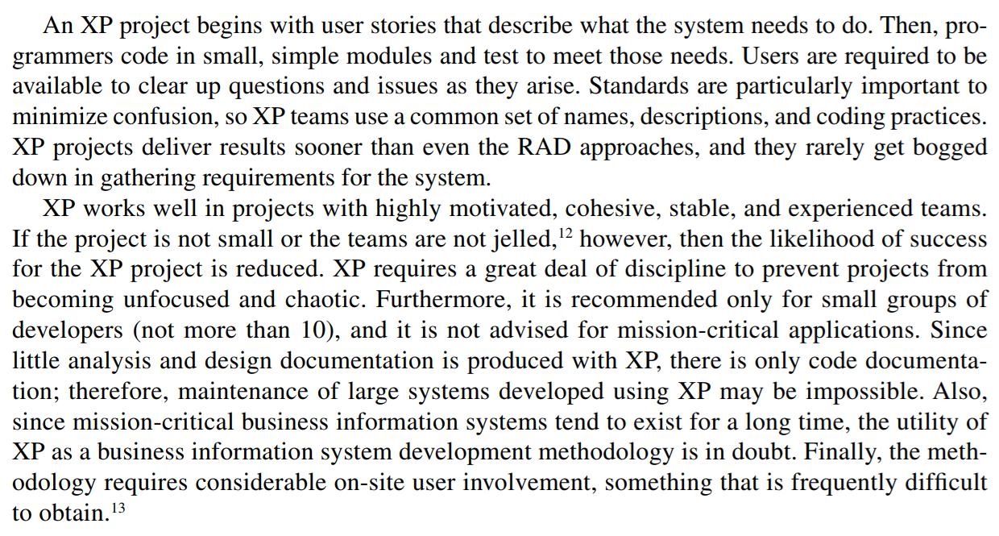 An XP project begins with user stories that describe what the system needs to do. Then, pro-
grammers code in small, simple modules and test to meet those needs. Users are required to be
available to clear up questions and issues as they arise. Standards are particularly important to
minimize confusion, so XP teams use a common set of names, descriptions, and coding practices.
XP projects deliver results sooner than even the RAD approaches, and they rarely get bogged
down in gathering requirements for the system.
XP works well in projects with highly motivated, cohesive, stable, and experienced teams.
If the project is not small or the teams are not jelled,12 however, then the likelihood of success
for the XP project is reduced. XP requires a great deal of discipline to prevent projects from
becoming unfocused and chaotic. Furthermore, it is recommended only for small groups of
developers (not more than 10), and it is not advised for mission-critical applications. Since
little analysis and design documentation is produced with XP, there is only code documenta-
tion; therefore, maintenance of large systems developed using XP may be impossible. Also,
since mission-critical business information systems tend to exist for a long time, the utility of
XP as a business information system development methodology is in doubt. Finally, the meth-
odology requires considerable on-site user involvement, something that is frequently difficult
to obtain.13